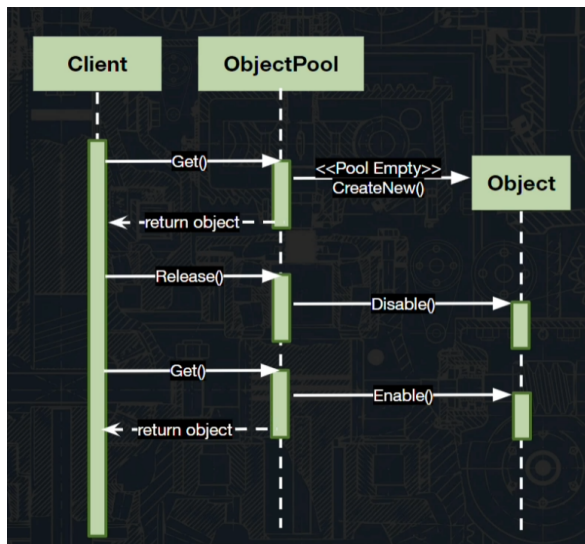 Client
ObjectPool
Get()
<<Pool Empty>>
CreateNew()
Object
return object
Release()
Disable()
Get()
Enable()
return object